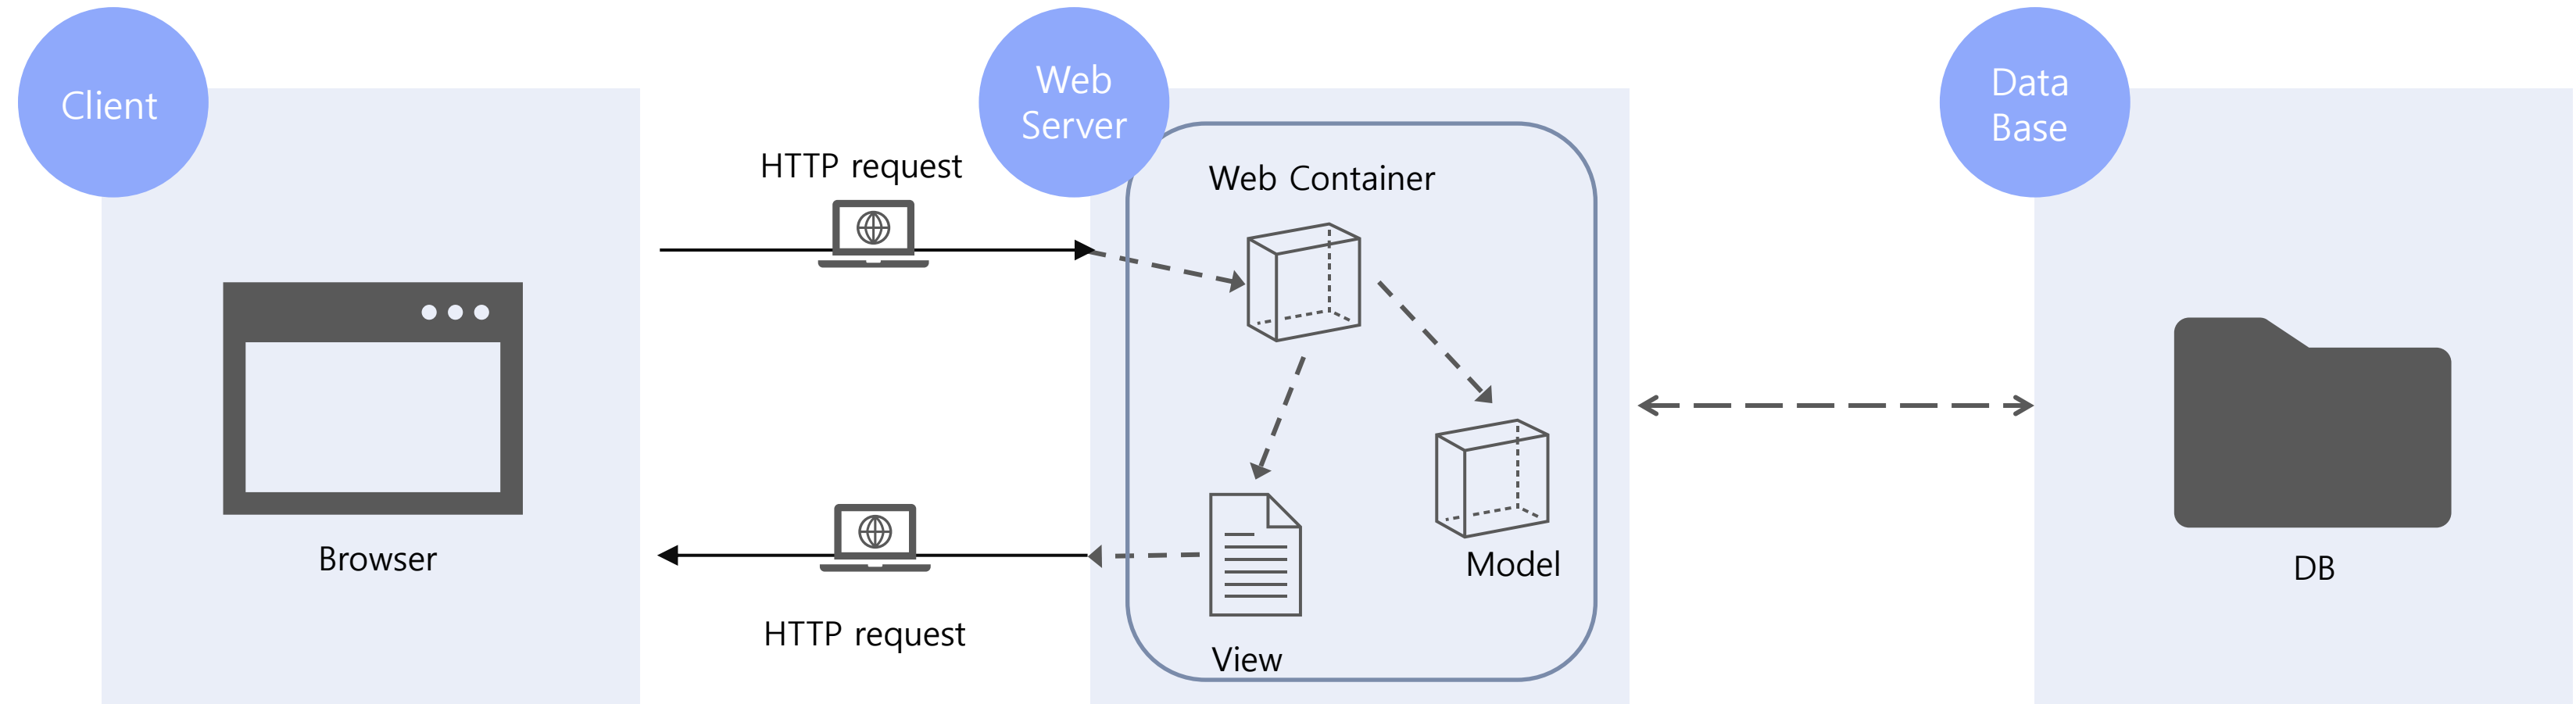 Client
Browser
HTTP request
HTTP request
Web
Server
Web Container
Model
View
Data
Base
DB